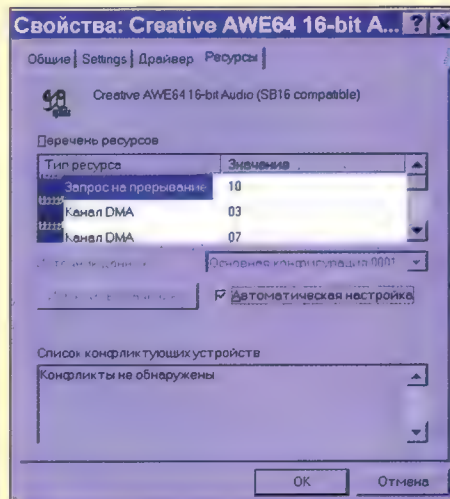 Свойства: Creative AWE64 16-bit A...
Общие Settings Драйвер Ресурсы
Creative AWE64 16-bit Audio (SB16 compatible)
Перечень ресурсов
Тип ресурса Значение
Запрос на прерывание 10
Канал DMA 03
Канал DMA 07
Основная конфигурация 0001
Автоматическая настройка
Список конфликтующих устройств
Конфликты не обнаружены
OK Отмена